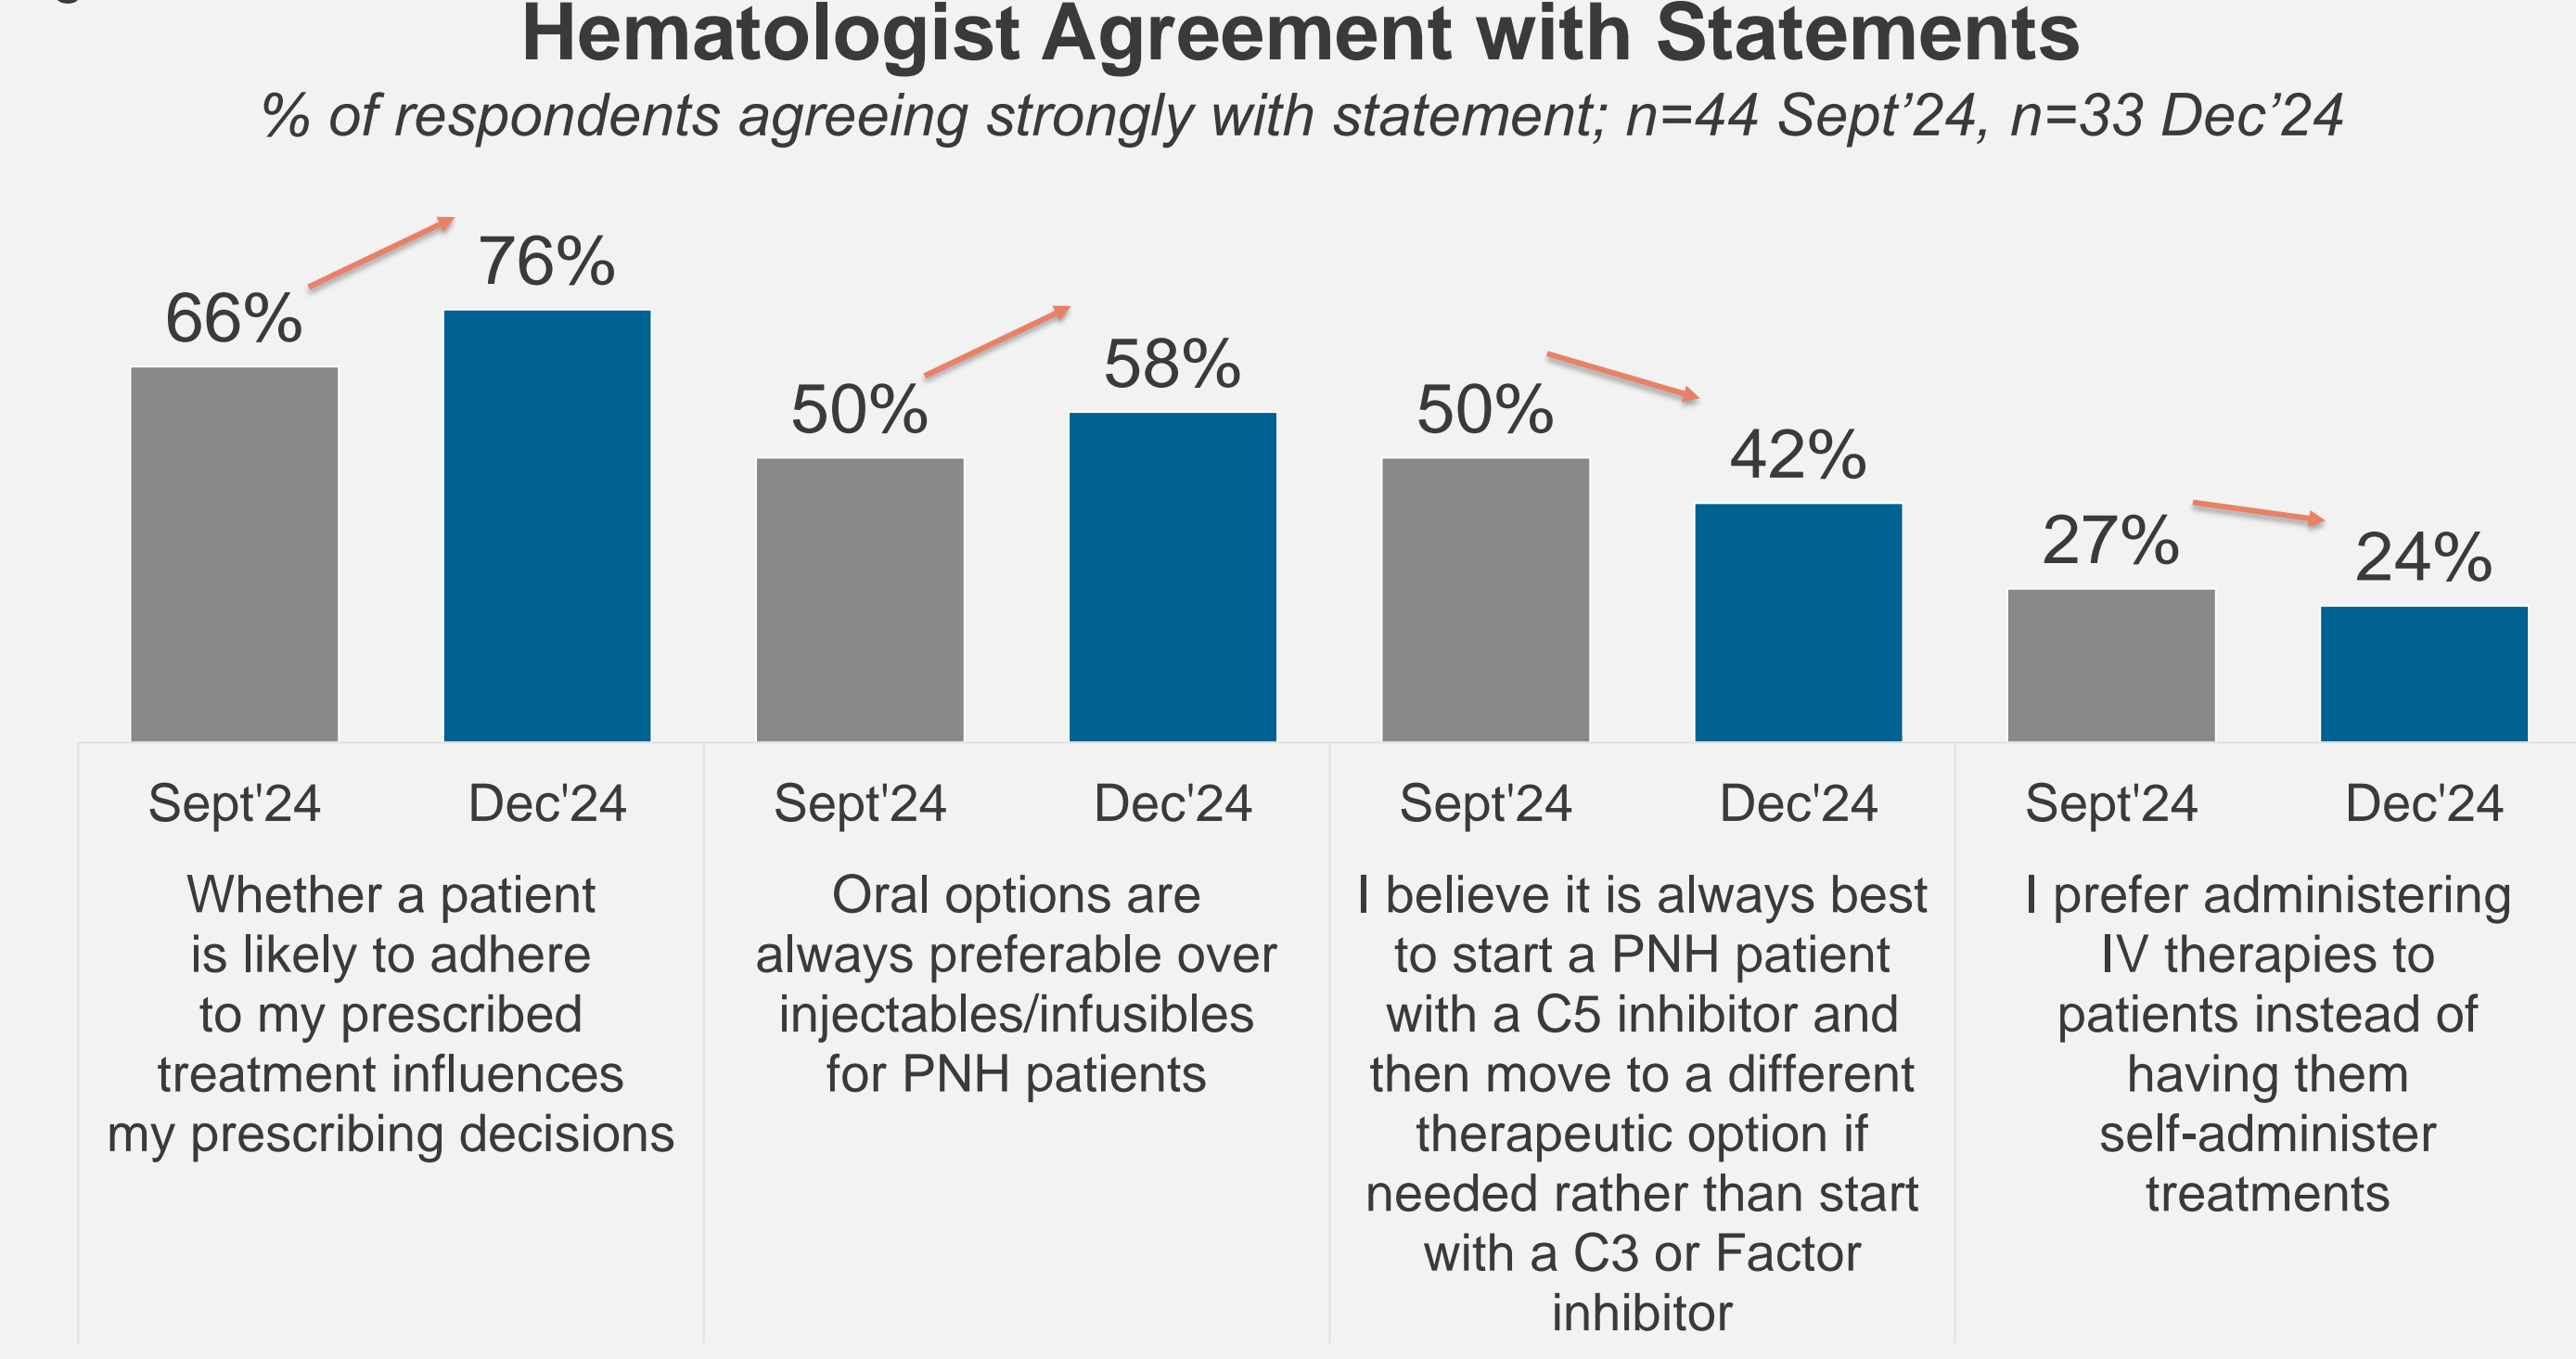 Hematologist Agreement with Statements
% of respondents agreeing strongly with statement; n=44 Sept’24, n=33 Dec’24
66%
76%
50%
58%
50%
42%
27%
24%
Sept'24
Dec'24
Sept'24
Dec'24
Sept'24
Dec'24
Sept'24
Dec'24
Whether a patient
is likely to adhere
to my prescribed
treatment influences
my prescribing decisions
Oral options are
always preferable over
injectables/infusibles
for PNH patients
I believe it is always best
to start a PNH patient
with a C5 inhibitor and
then move to a different
therapeutic option if
needed rather than start
with a C3 or Factor
inhibitor
I prefer administering
IV therapies to
patients instead of
having them
self-administer
treatments